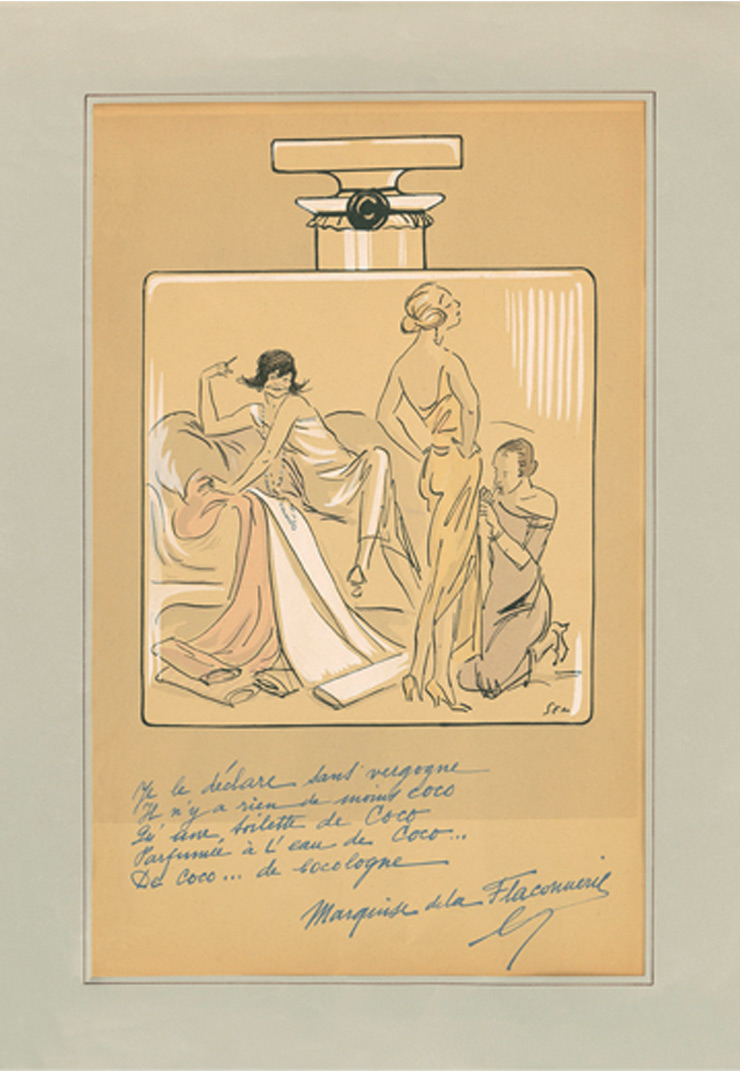 C
SEM
Je le déclare sans vergogne
Il n'y a rien de moins coco
Qu'une toilette de Coco
Parfumée à l'eau de Coco...
De Coco... de Cocologne
Marquise de la Flaconnerie